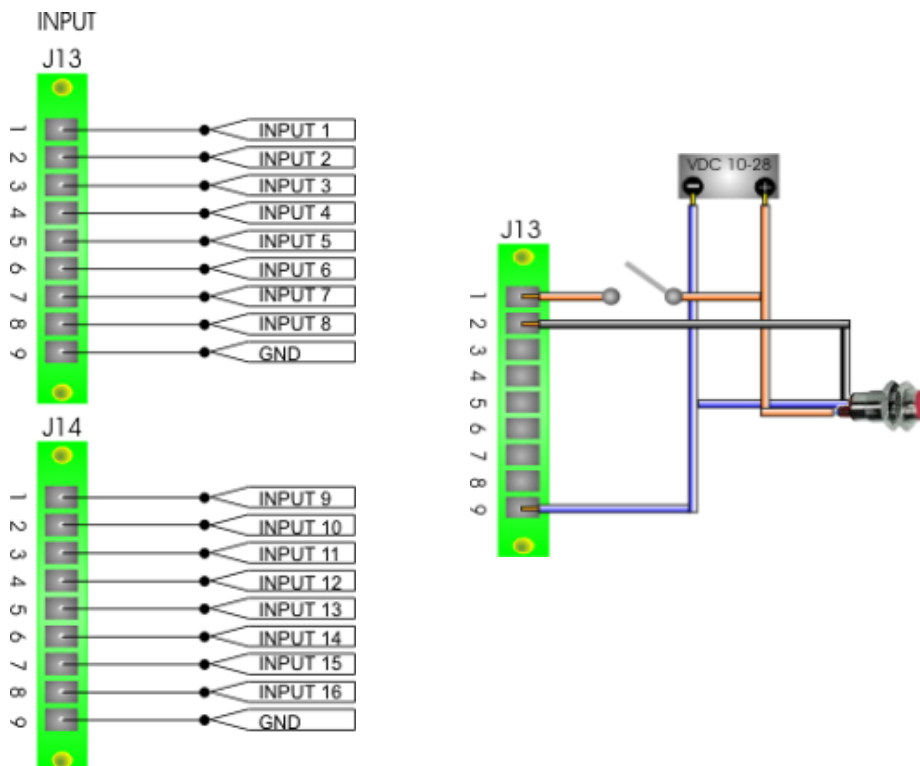 INPUT
J13
1 INPUT 1
2 INPUT 2
3 INPUT 3
4 INPUT 4
5 INPUT 5
6 INPUT 6
7 INPUT 7
8 INPUT 8
9 GND
J14
1 INPUT 9
2 INPUT 10
3 INPUT 11
4 INPUT 12
5 INPUT 13
6 INPUT 14
7 INPUT 15
8 INPUT 16
9 GND
VDC 10-28
- +
J13
1
2
3
4
5
6
7
8
9